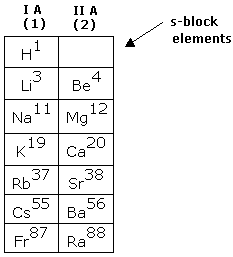 I A II A
(1) (2)
s-block
elements
H1
Li3 Be4
Na11 Mg12
K19 Ca20
Rb37 Sr38
Cs55 Ba56
Fr87 Ra88